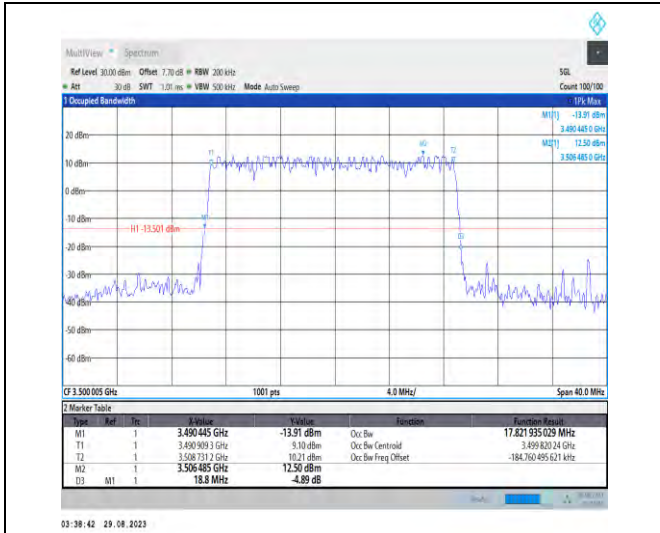 MultiView Spectrum
Ref Level 30.00 dBm Offset 7.70 dB RBW 200 kHz SGL
Att 30 dB SWT 1.01 ms VBW 500 kHz Mode Auto Sweep Count 100/100
1 Occupied Bandwidth 1Pk Max
M1[1] -13.91 dBm
3.490 445 0 GHz
M2[1] 12.50 dBm
3.506 485 0 GHz
20 dBm
T1 M2 T2
10 dBm
0 dBm
-10 dBm
M1
H1 -13.501 dBm
D3
-20 dBm
-30 dBm
-40 dBm
-50 dBm
-60 dBm
CF 3.500 005 GHz 1001 pts 4.0 MHz/ Span 40.0 MHz
2 Marker Table
Type Ref Trc X-Value Y-Value Function Function Result
M1 1 3.490 445 GHz -13.91 dBm Occ Bw 17.821 935 029 MHz
T1 1 3.490 909 3 GHz 9.10 dBm Occ Bw Centroid 3.499 820 24 GHz
T2 1 3.508 731 2 GHz 10.21 dBm Occ Bw Freq Offset -184.760 495 621 kHz
M2 1 3.506 485 GHz 12.50 dBm
D3 M1 1 18.8 MHz -4.89 dB
03:38:42 29.08.2023